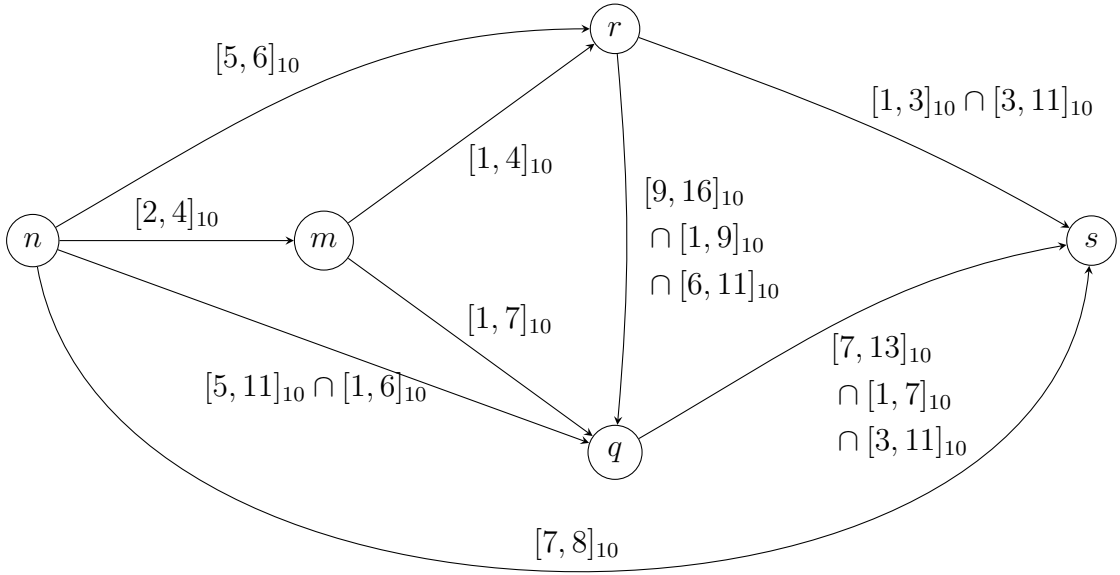 r
[5, 6]₁₀
[1, 3]₁₀ ∩ [3, 11]₁₀
[1, 4]₁₀
[9, 16]₁₀
∩ [1, 9]₁₀
∩ [6, 11]₁₀
[2, 4]₁₀
n
m
s
[1, 7]₁₀
[7, 13]₁₀
∩ [1, 7]₁₀
∩ [3, 11]₁₀
[5, 11]₁₀ ∩ [1, 6]₁₀
q
[7, 8]₁₀